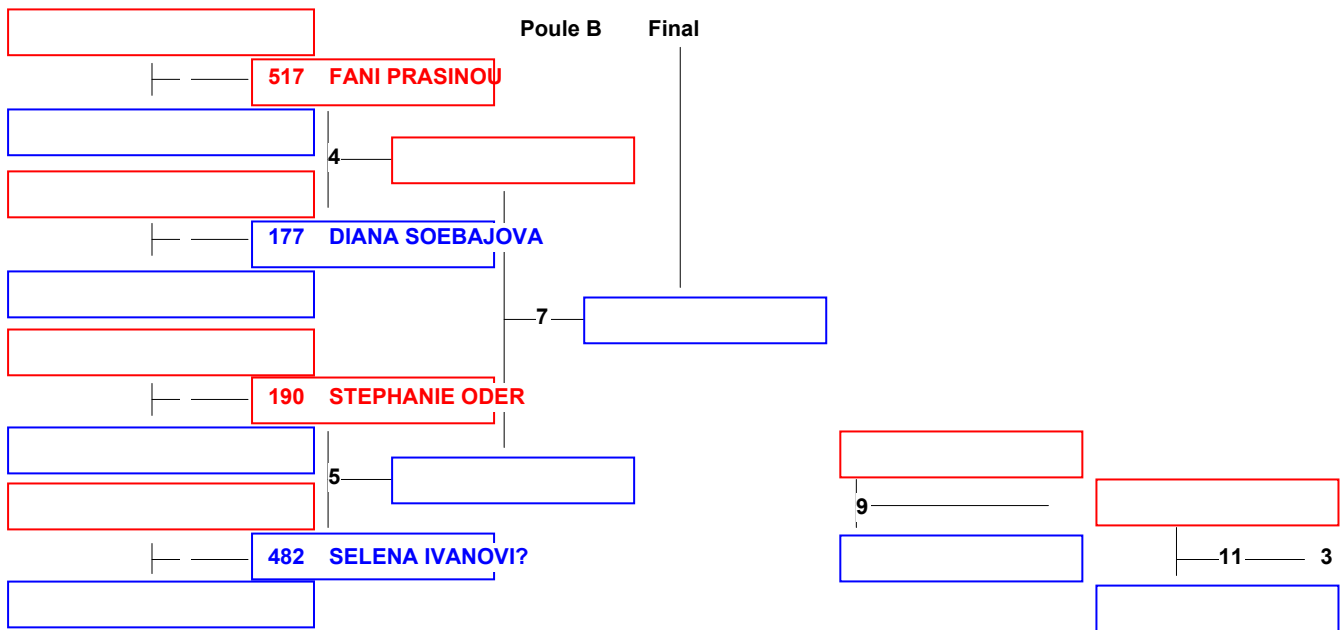 Poule B Final
517 FANI PRASINOU
4
177 DIANA SOEBAJOVA
7
190 STEPHANIE ODER
5
9
482 SELENA IVANOVI?
11 3